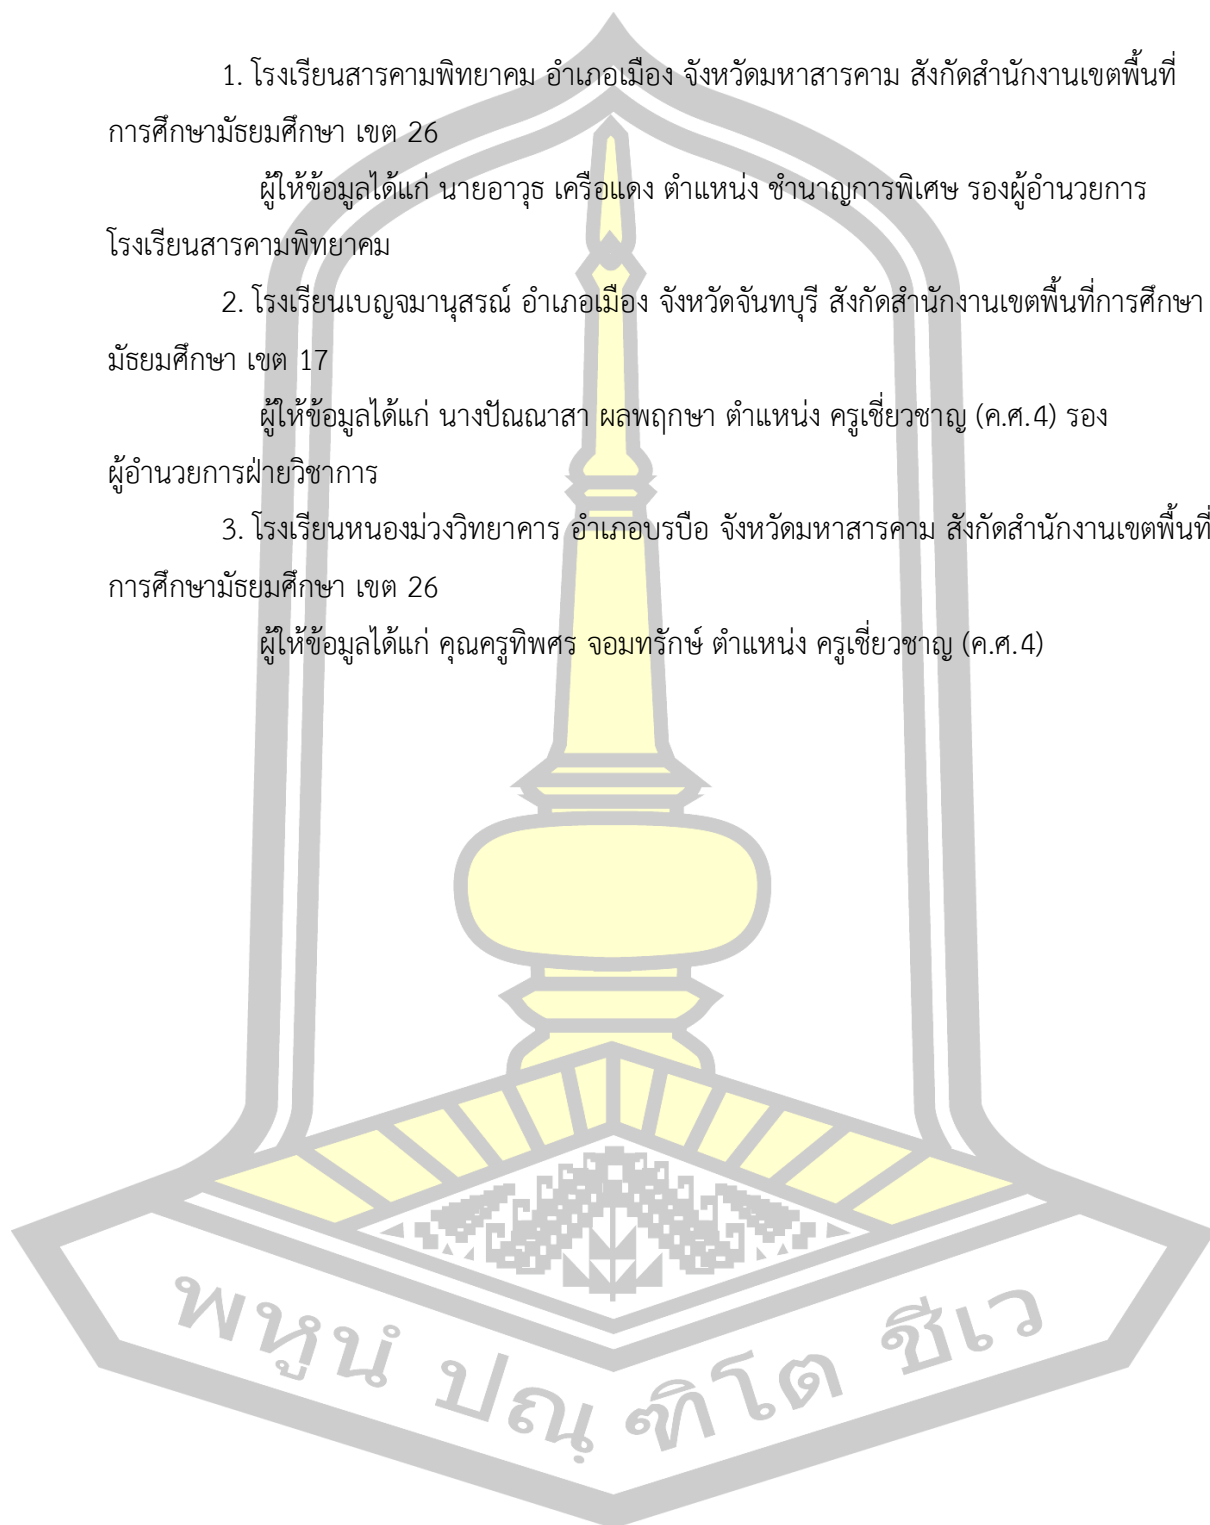 1. โรงเรียนสารคามพิทยาคม อำเภอเมือง จังหวัดมหาสารคาม สังกัดสำนักงานเขตพื้นที่
การศึกษามัธยมศึกษา เขต 26
ผู้ให้ข้อมูลได้แก่ นายอาวุธ เครือแดง ตำแหน่ง ชำนาญการพิเศษ รองผู้อำนวยการ
โรงเรียนสารคามพิทยาคม
2. โรงเรียนเบญจมานุสรณ์ อำเภอเมือง จังหวัดจันทบุรี สังกัดสำนักงานเขตพื้นที่การศึกษา
มัธยมศึกษา เขต 17
ผู้ให้ข้อมูลได้แก่ นางปัณณาสา ผลพฤกษา ตำแหน่ง ครูเชี่ยวชาญ (ค.ศ.4) รอง
ผู้อำนวยการฝ่ายวิชาการ
3. โรงเรียนหนองม่วงวิทยาคาร อำเภอบรบือ จังหวัดมหาสารคาม สังกัดสำนักงานเขตพื้นที่
การศึกษามัธยมศึกษา เขต 26
ผู้ให้ข้อมูลได้แก่ คุณครูทิพศร จอมทรักษ์ ตำแหน่ง ครูเชี่ยวชาญ (ค.ศ.4)
พหูนํ ปณฺฑิโต ชีเว